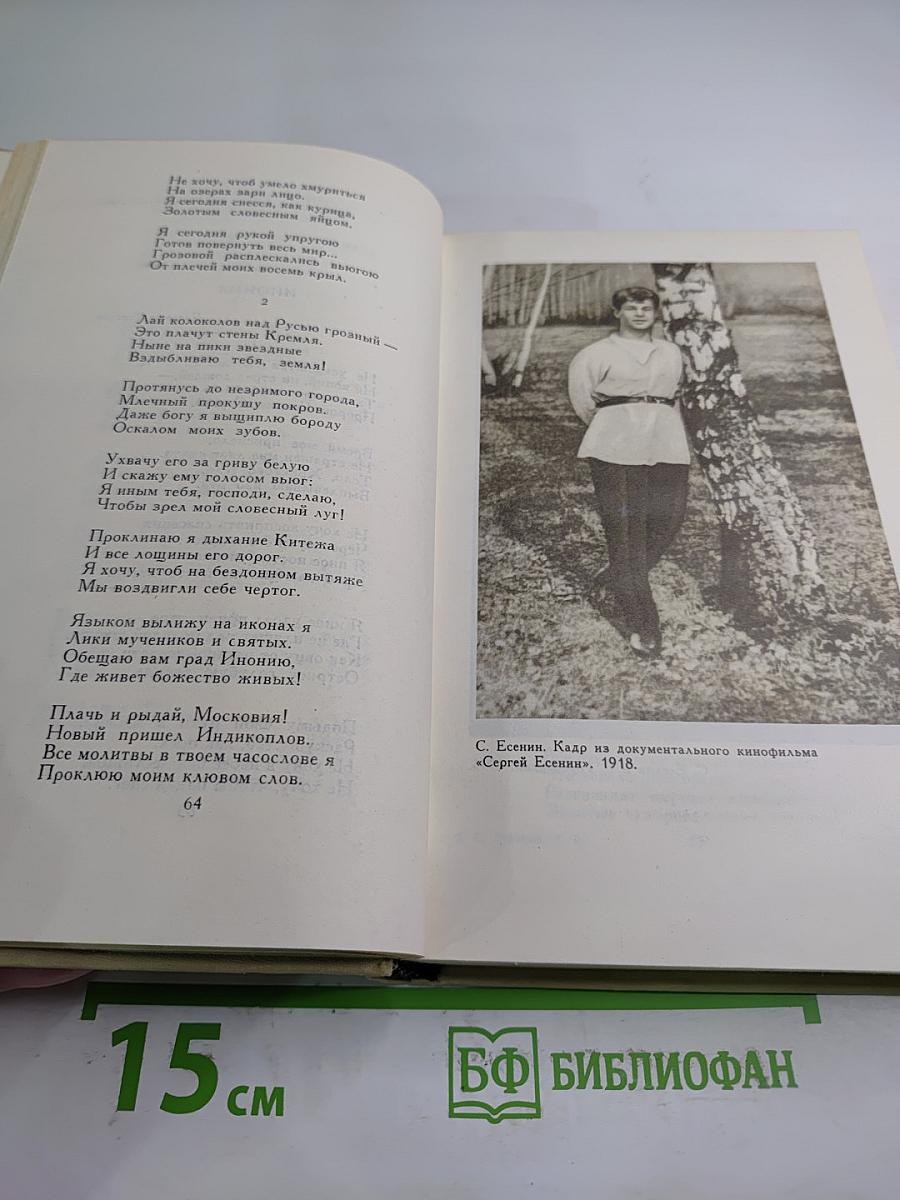 Не хочу, чтоб умело хмуриться
На озерах зари лицо.
Я сегодня снесся, как курица,
Золотым словесным яйцом.
Я сегодня рукой упругою
Готов повернуть весь мир...
Грозовой расплескались вьюгою
От плечей моих восемь крыл.
2
Лай колоколов над Русью грозный —
Это плачут стены Кремля.
Ныне на пики звездные
Вздыбливаю тебя, земля!
Протянусь до незримого города,
Млечный прокушу покров.
Даже богу я выщиплю бороду
Оскалом моих зубов.
Ухвачу его за гриву белую
И скажу ему голосом вьюг:
Я иным тебя, господи, сделаю,
Чтобы зрел мой словесный луг!
Проклинаю я дыхание Китежа
И все лощины его дорог.
Я хочу, чтоб на бездонном вытяже
Мы воздвигли себе чертог.
Языком вылижу на иконах я
Лики мучеников и святых.
Обещаю вам град Инонию,
Где живет божество живых!
Плачь и рыдай, Московия!
Новый пришел Индикоплов.
Все молитвы в твоем часослове я
Проклюю моим клювом слов.
64
С. Есенин. Кадр из документального кинофильма
«Сергей Есенин». 1918.
15 см
БФ БИБЛИОФАН